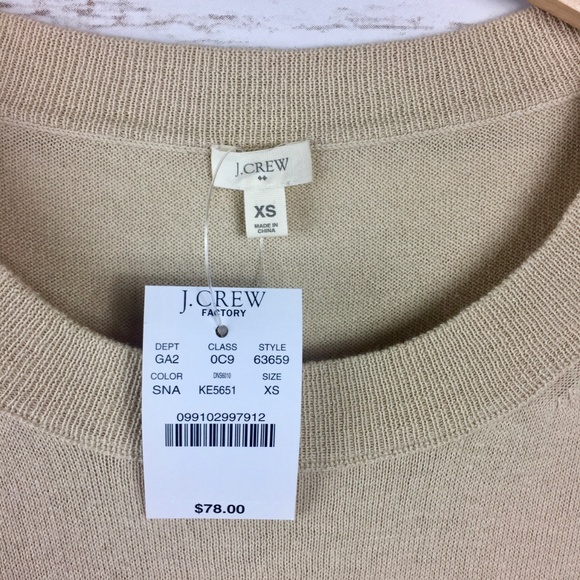 J.CREW
XS
MADE IN
CHINA
J.CREW
FACTORY
DEPT CLASS STYLE
GA2 0C9 63659
COLOR DNS6010 SIZE
SNA KE5651 XS
099102997912
$78.00